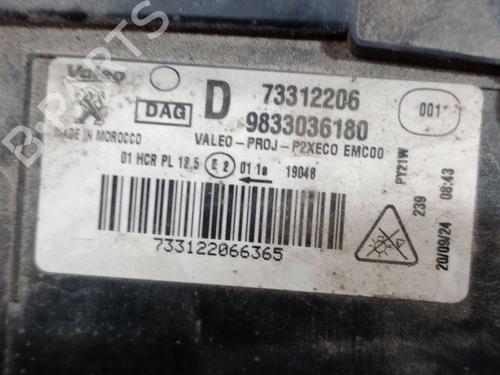 B-PARTS
Valeo
D 73312206
DAG 9833036180
001
MADE IN MOROCCO
VALEO-PROJ-P2XECO EMC00
01 HCR PL 12.5 E2 01 1a 19048
PY21W
239
20/09/24 08:43
733122066365